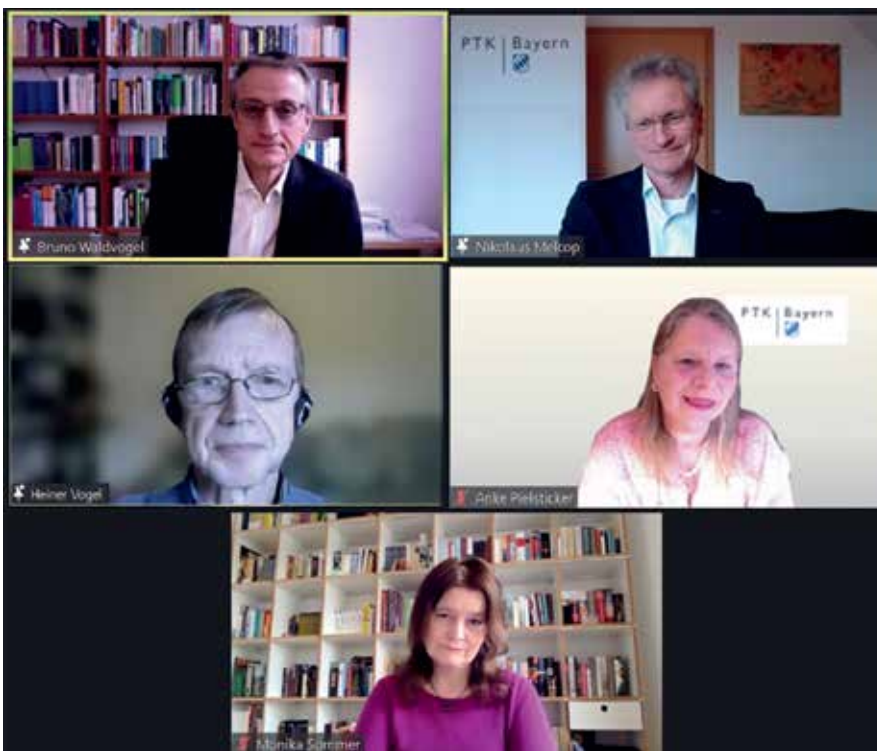 PTK Bayern
Bruno Waldvogel
Nikolaus Melcop
PTK Bayern
Heiner Vogel
Anke Pielsticker
Monika Sommer